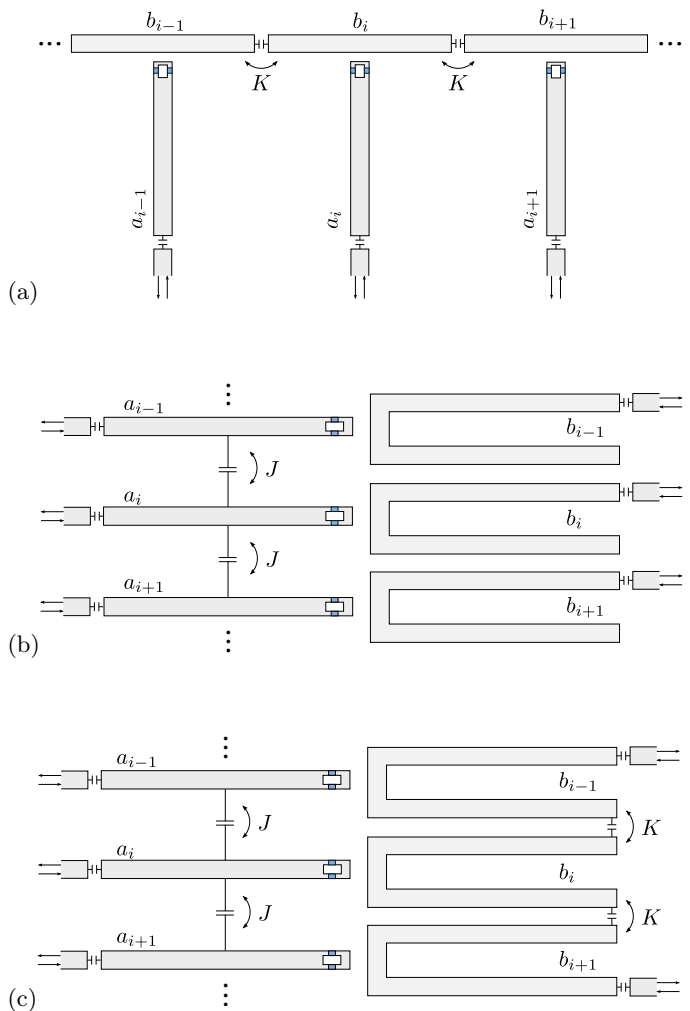 b_{i−1} b_i b_{i+1}
K K
a_{i−1} a_i a_{i+1}
(a)
a_{i−1}
b_{i−1}
J
a_i
b_i
J
a_{i+1}
b_{i+1}
(b)
a_{i−1}
b_{i−1}
J K
a_i b_i
J K
a_{i+1}
b_{i+1}
(c)